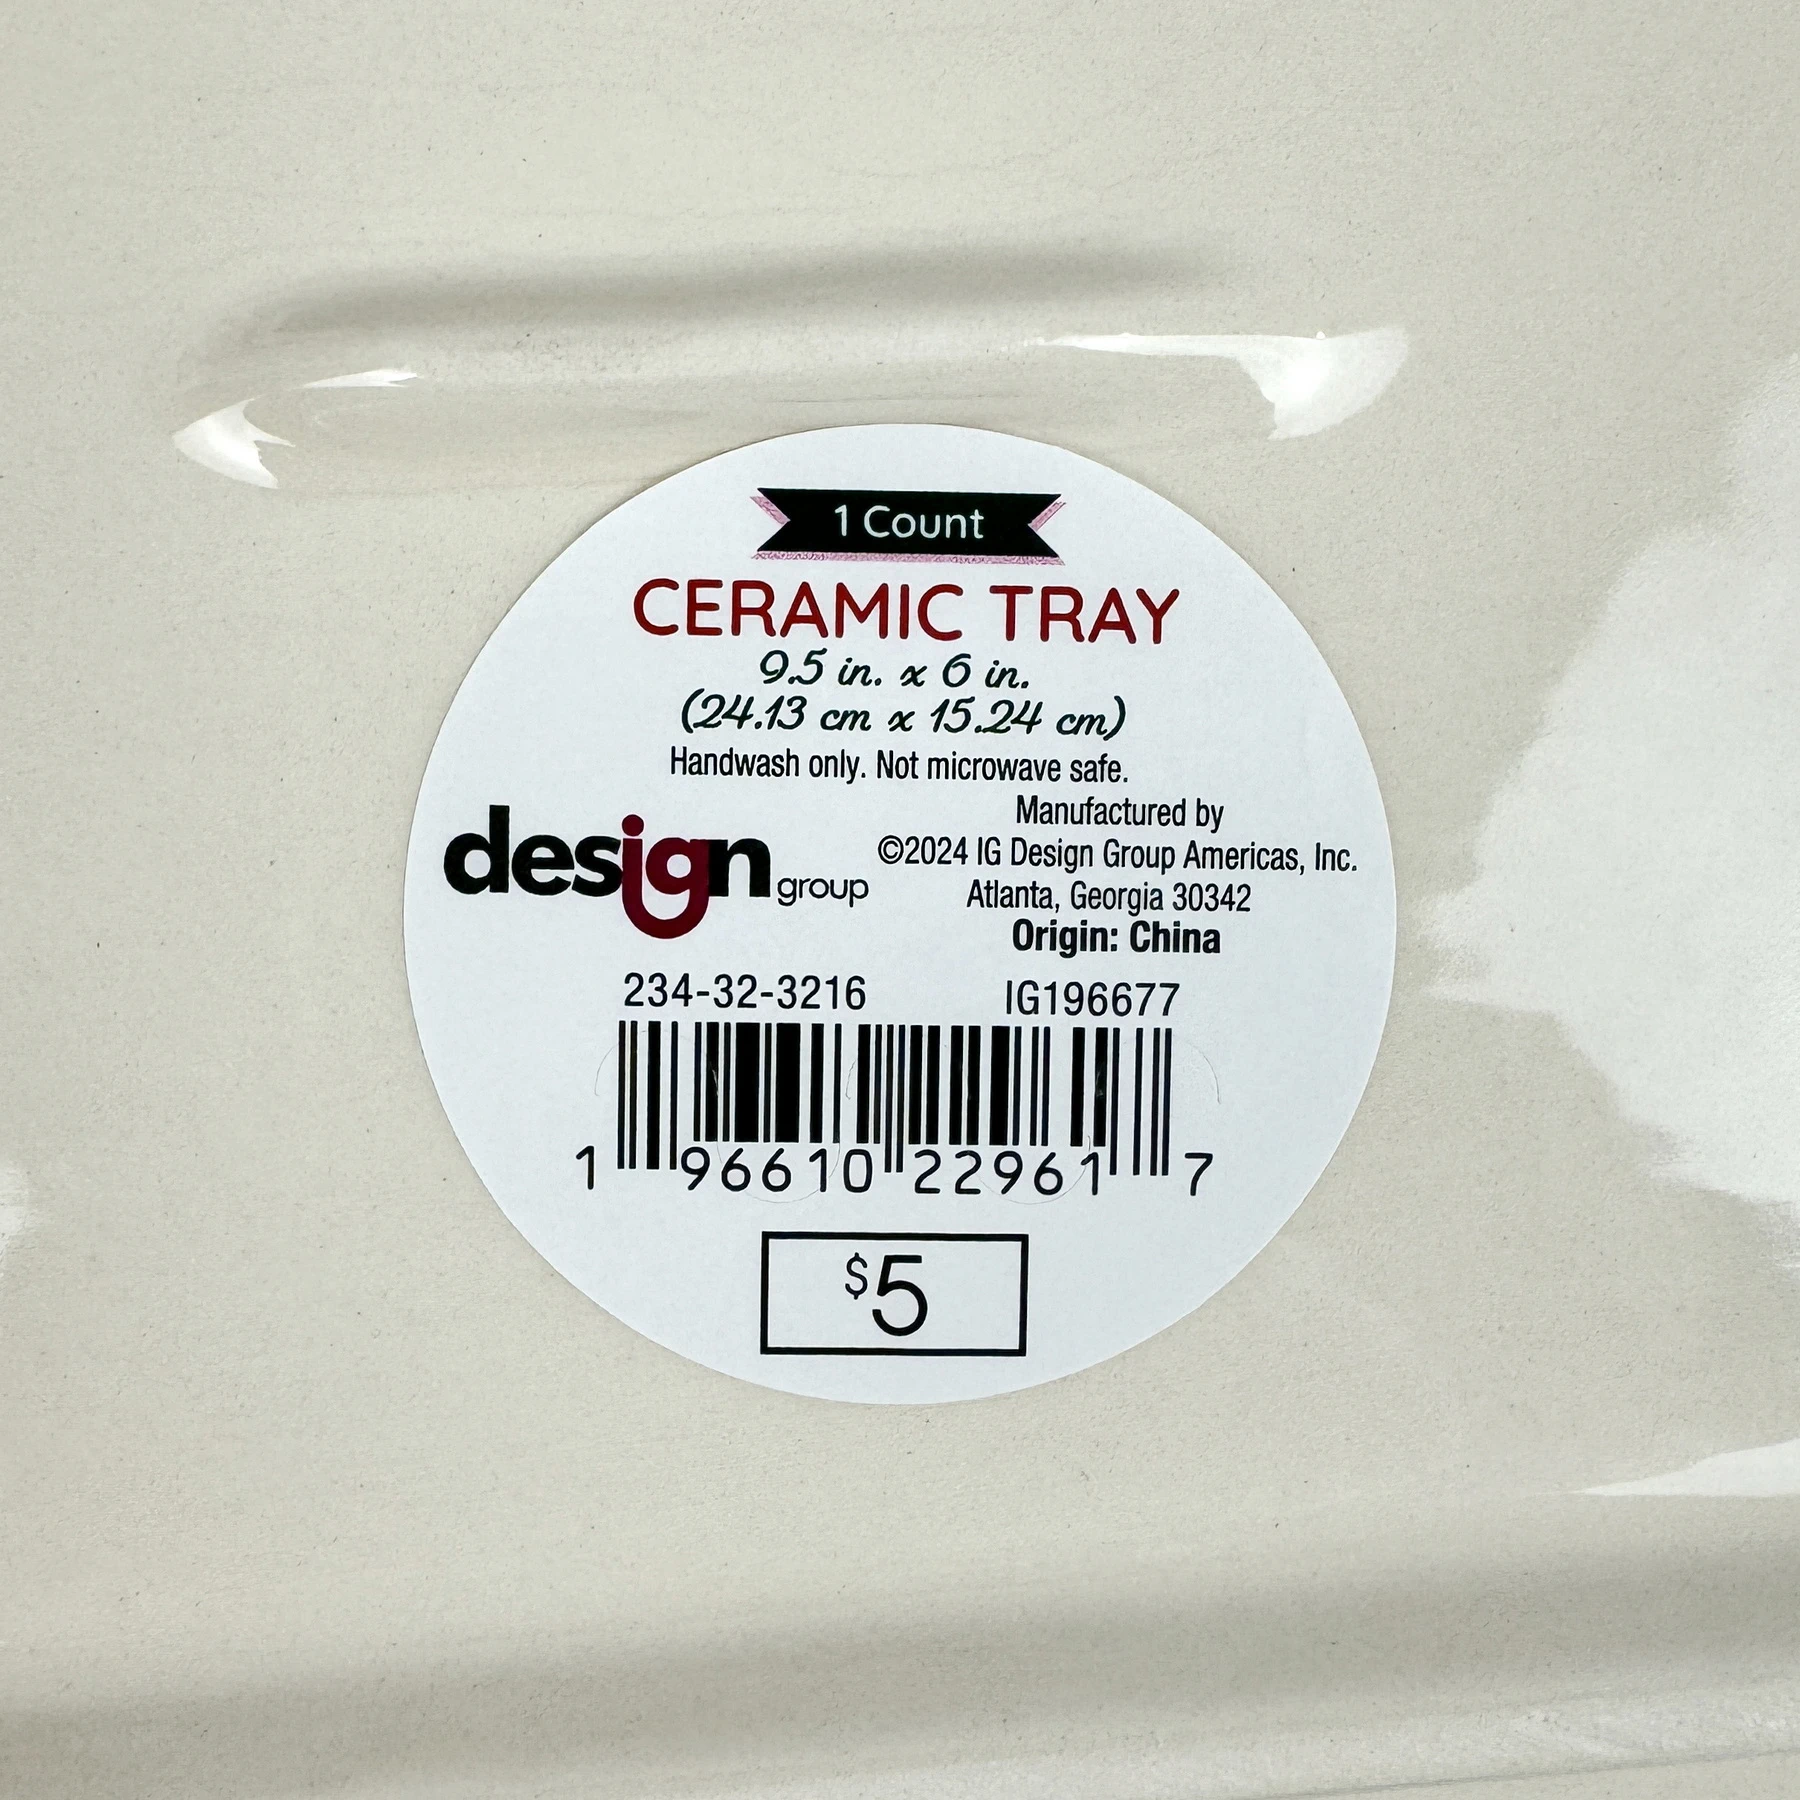 1 Count
CERAMIC TRAY
9.5 in. x 6 in.
(24.13 cm x 15.24 cm)
Handwash only. Not microwave safe.
design group
Manufactured by
©2024 IG Design Group Americas, Inc.
Atlanta, Georgia 30342
Origin: China
234-32-3216 IG196677
1 96610 22961 7
$5